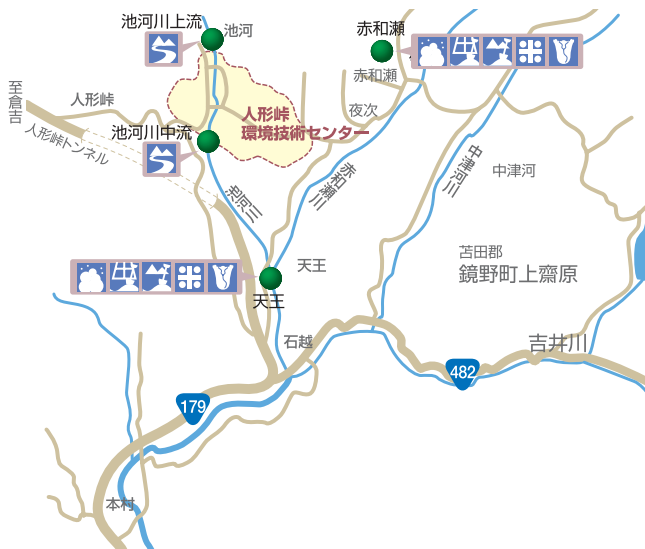 池河川上流
池河
赤和瀬
赤和瀬
至倉吉
人形峠
人形峠
環境技術センター
夜次
池河川中流
人形峠トンネル
池河川
赤和瀬川
中津河川
中津河
苫田郡
鏡野町上齋原
天王
天王
石越
吉井川
482
179
本村